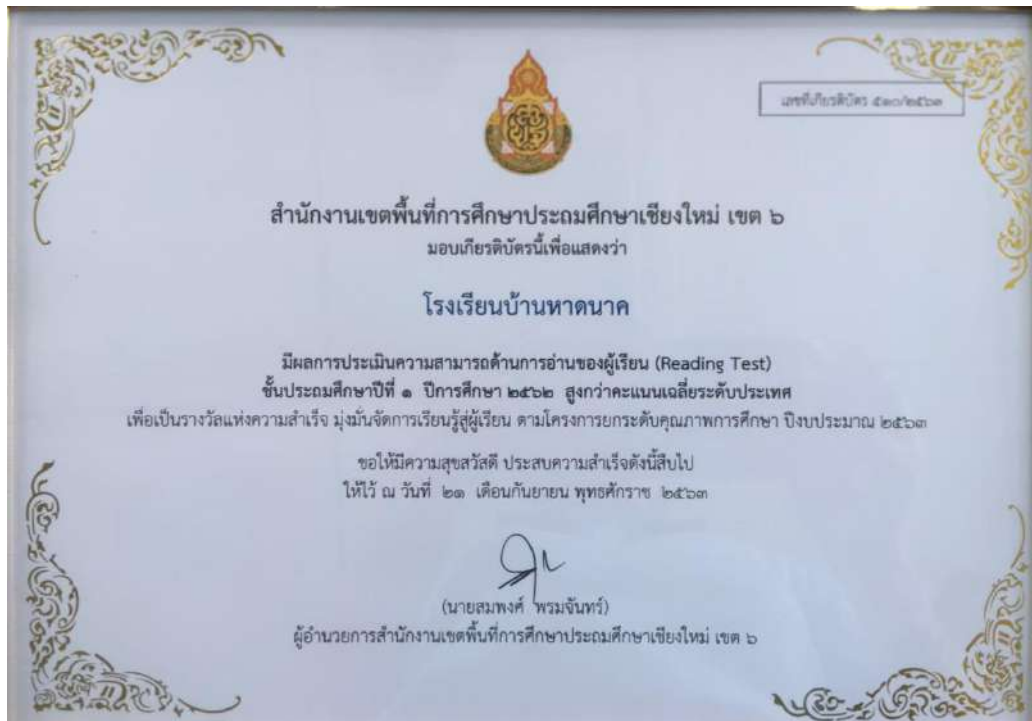 เลขที่เกียรติบัตร ๕๑๐/๒๕๖๓
สำนักงานเขตพื้นที่การศึกษาประถมศึกษาเชียงใหม่ เขต ๖
มอบเกียรติบัตรนี้เพื่อแสดงว่า
โรงเรียนบ้านหาดนาค
มีผลการประเมินความสามารถด้านการอ่านของผู้เรียน (Reading Test)
ชั้นประถมศึกษาปีที่ ๑ ปีการศึกษา ๒๕๖๒ สูงกว่าคะแนนเฉลี่ยระดับประเทศ
เพื่อเป็นรางวัลแห่งความสำเร็จ มุ่งมั่นจัดการเรียนรู้สู่ผู้เรียน ตามโครงการยกระดับคุณภาพการศึกษา ปีงบประมาณ ๒๕๖๓
ขอให้มีความสุขสวัสดี ประสบความสำเร็จดังนี้สืบไป
ให้ไว้ ณ วันที่ ๒๑ เดือนกันยายน พุทธศักราช ๒๕๖๓
(นายสมพงศ์ พรมจันทร์)
ผู้อำนวยการสำนักงานเขตพื้นที่การศึกษาประถมศึกษาเชียงใหม่ เขต ๖